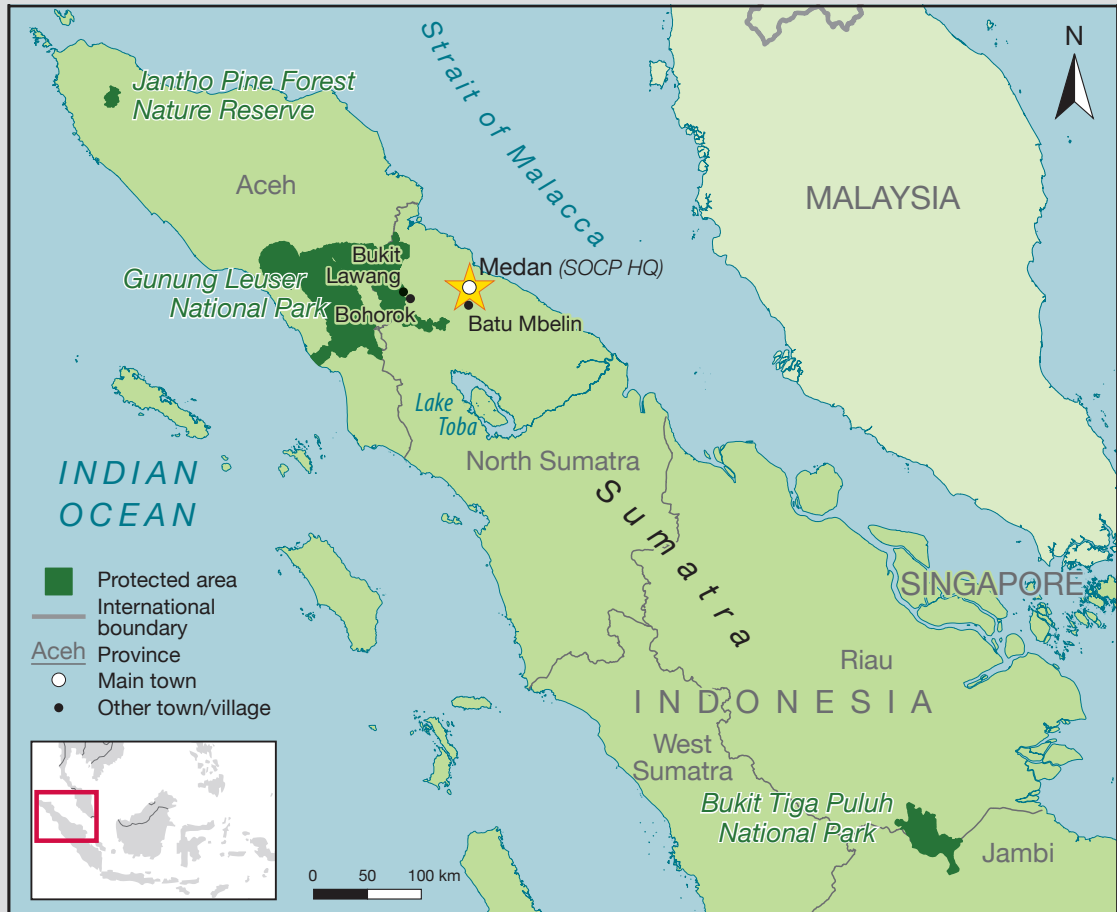 N
Jantho Pine Forest
Nature Reserve
Strait of Malacca
Aceh
MALAYSIA
Bukit
Lawang
Medan (SOCP HQ)
Gunung Leuser
National Park
Bohorok
Batu Mbelin
Lake
Toba
North Sumatra
INDIAN
OCEAN
Sumatra
SINGAPORE
Protected area
International
boundary
Aceh Province
Main town
Other town/village
Riau
INDONESIA
West
Sumatra
Bukit Tiga Puluh
National Park
Jambi
0 50 100 km